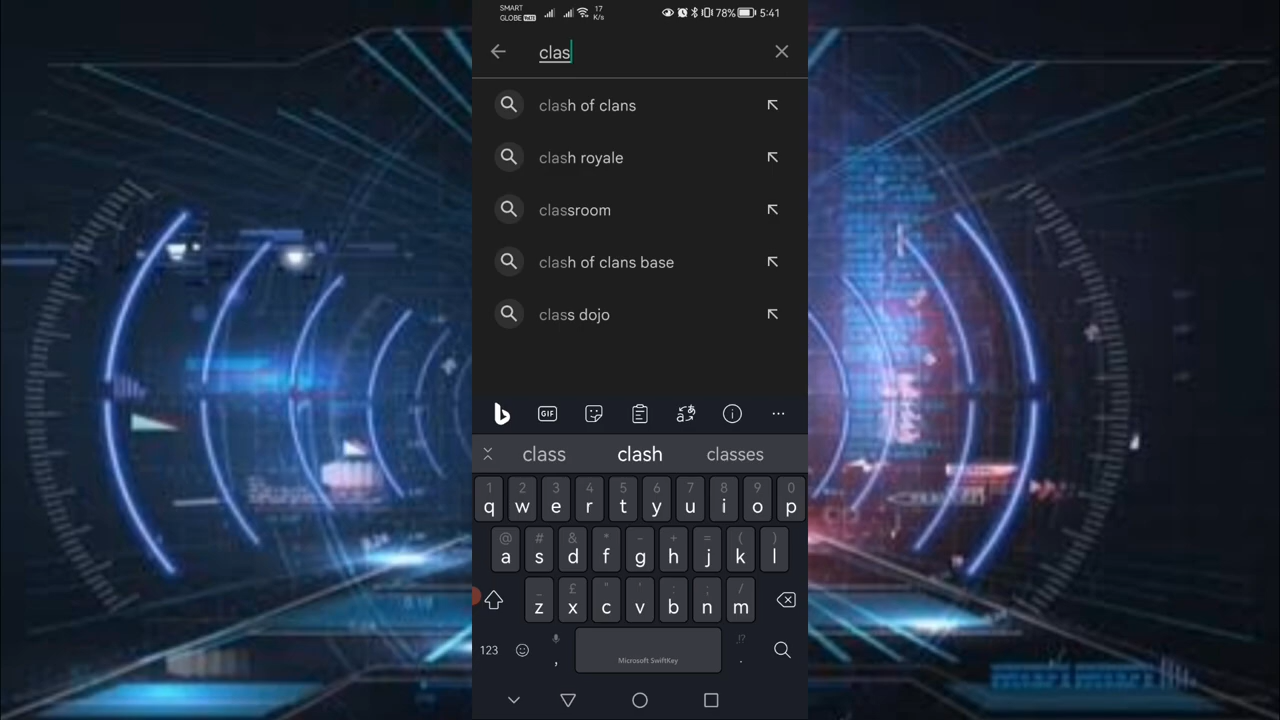 SMART
GLOBE VoLTE
17
K/s
78% 5:41
clas
clash of clans
clash royale
classroom
clash of clans base
class dojo
GIF
class clash classes
1 2 3 4 5 6 7 8 9 0
q w e r t y u i o p
@ # & * - + = ( )
a s d f g h j k l
_ £ " ' : ; /
z x c v b n m
123 , !? .
Microsoft SwiftKey